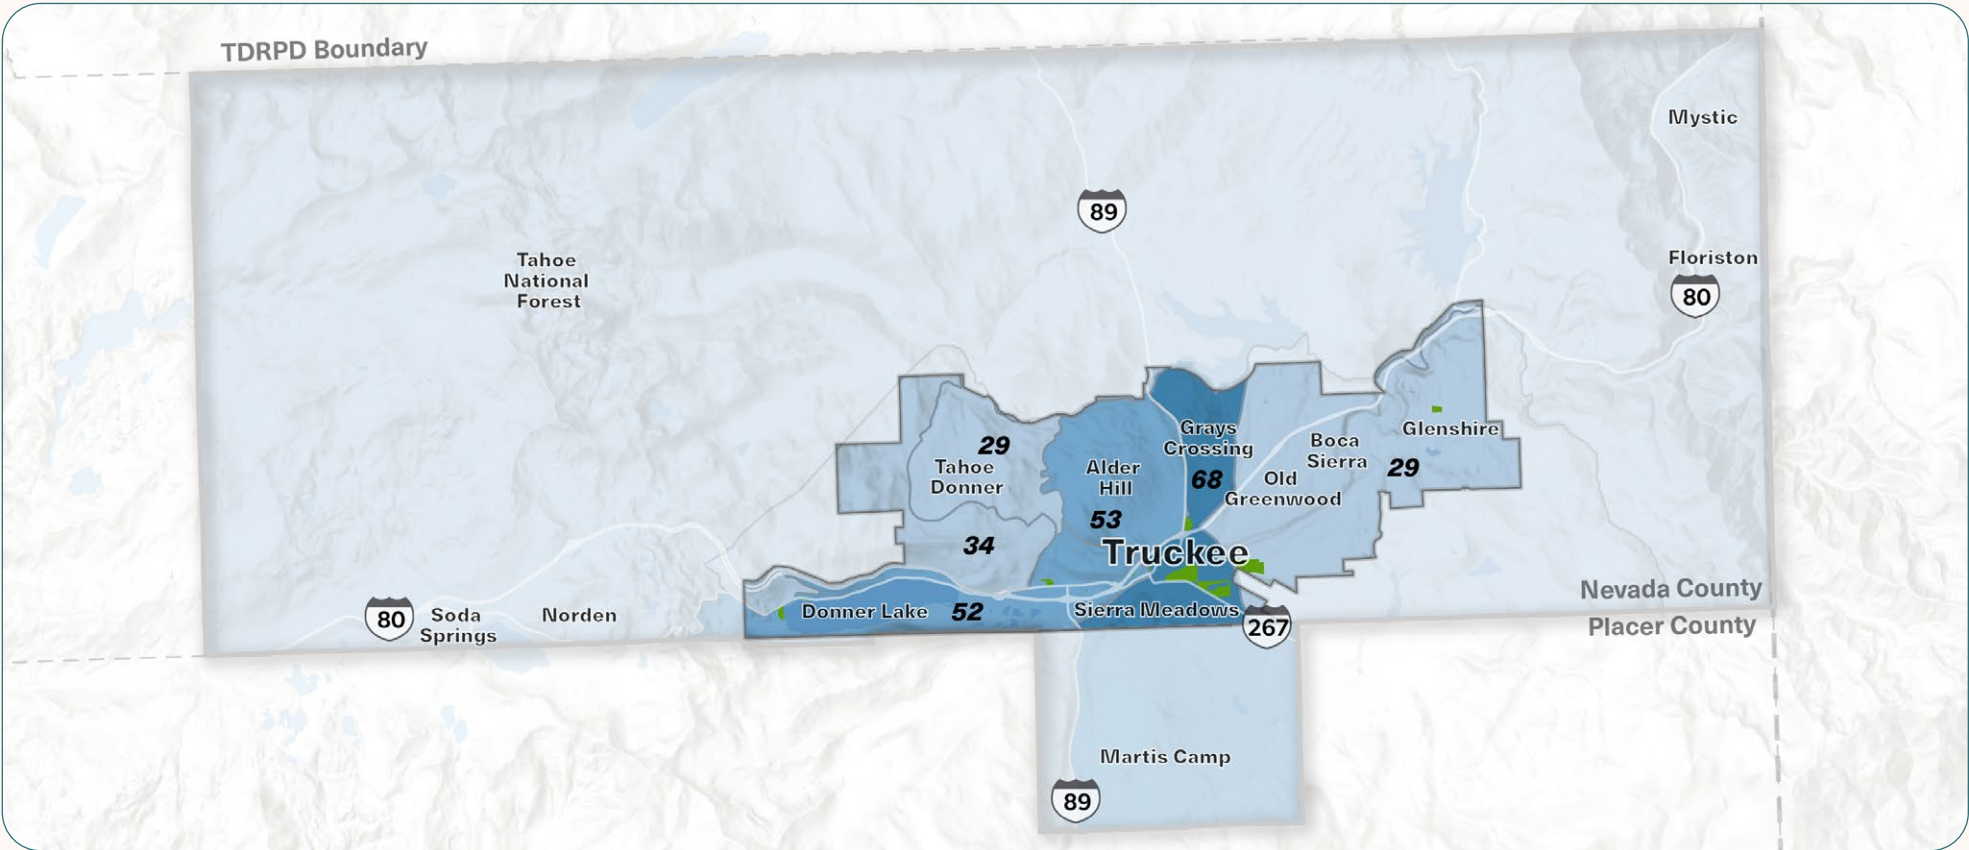 TDRPD Boundary
Mystic
89
Tahoe
National
Forest
Floriston
80
Grays
Crossing
68
Glenshire
29
Tahoe
Donner
Alder
Hill
53
Boca
Sierra
29
Old
Greenwood
34
Truckee
Nevada County
Placer County
80
Soda
Springs
Norden
Donner Lake
52
Sierra Meadows
267
Martis Camp
89